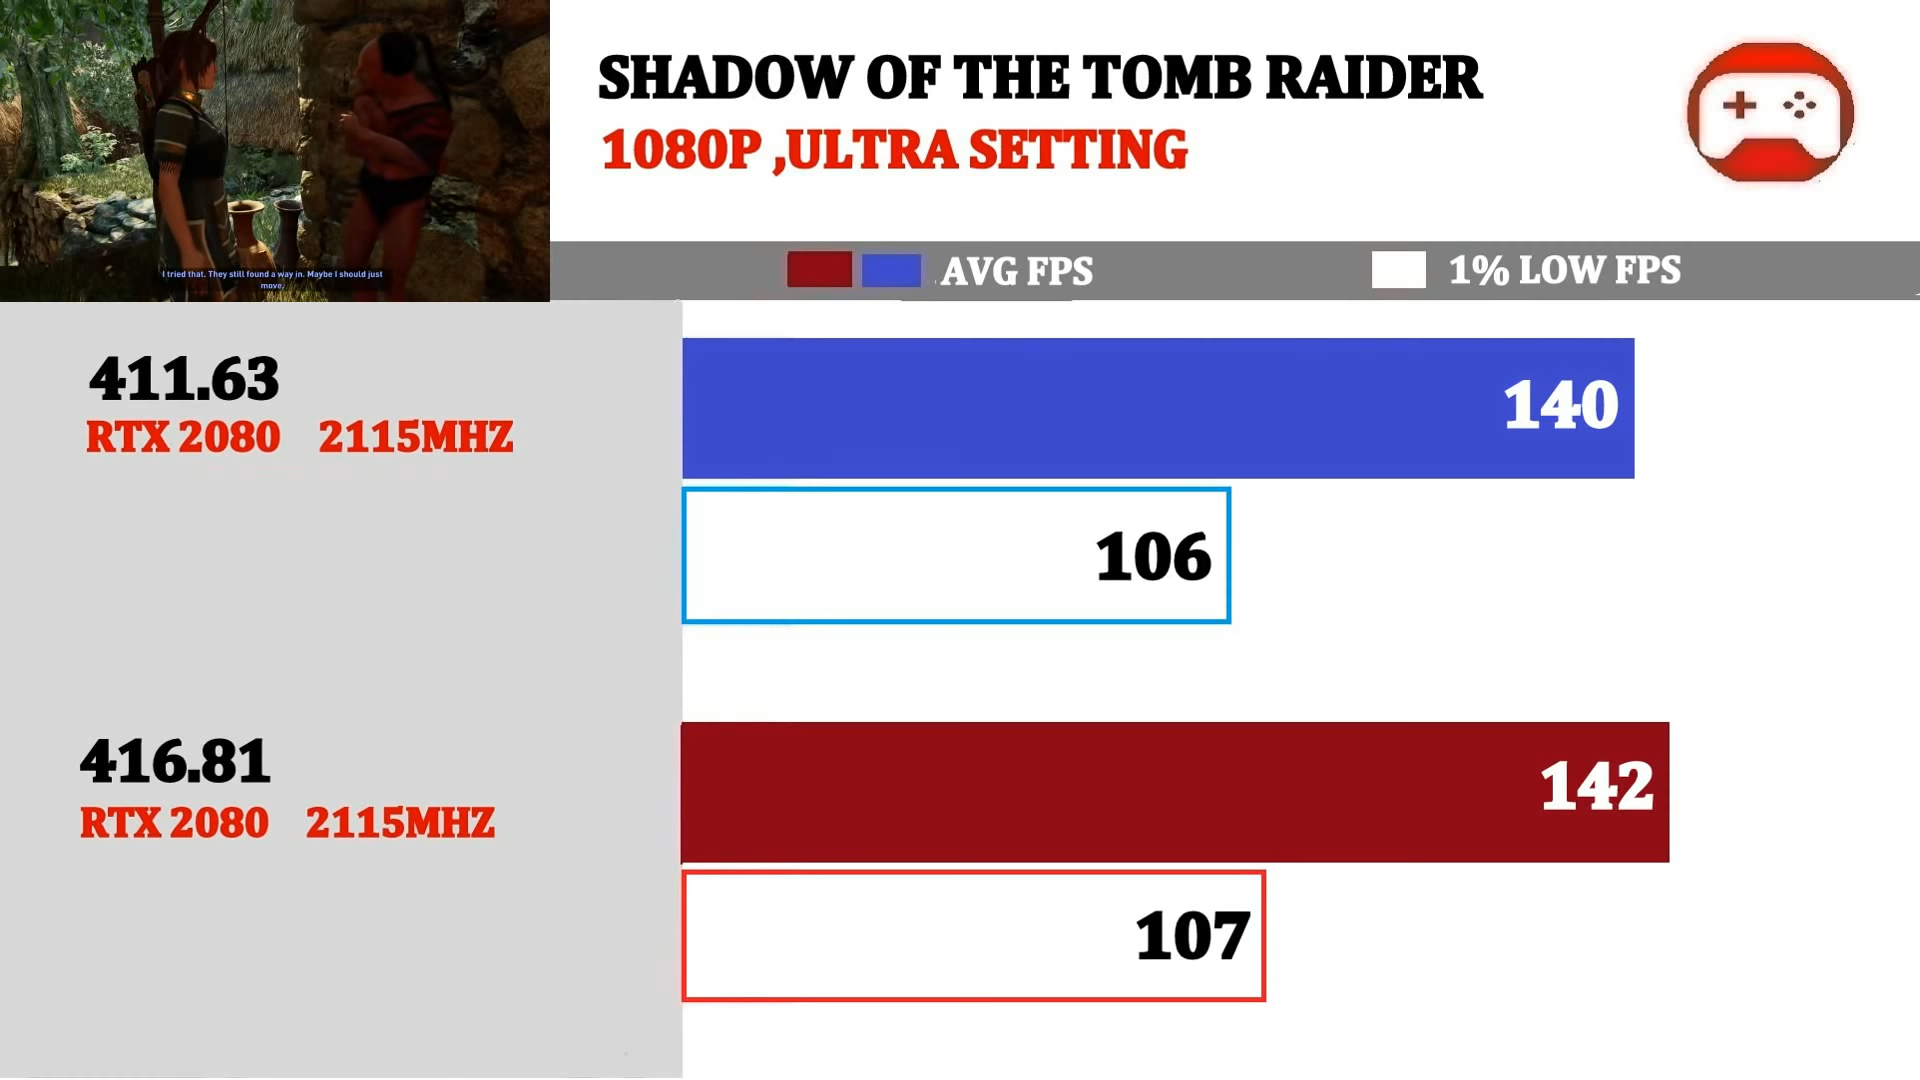 SHADOW OF THE TOMB RAIDER
1080P ,ULTRA SETTING
I tried that. They still found a way in. Maybe I should just
move.
AVG FPS
1% LOW FPS
411.63
RTX 2080 2115MHZ
140
106
416.81
RTX 2080 2115MHZ
142
107